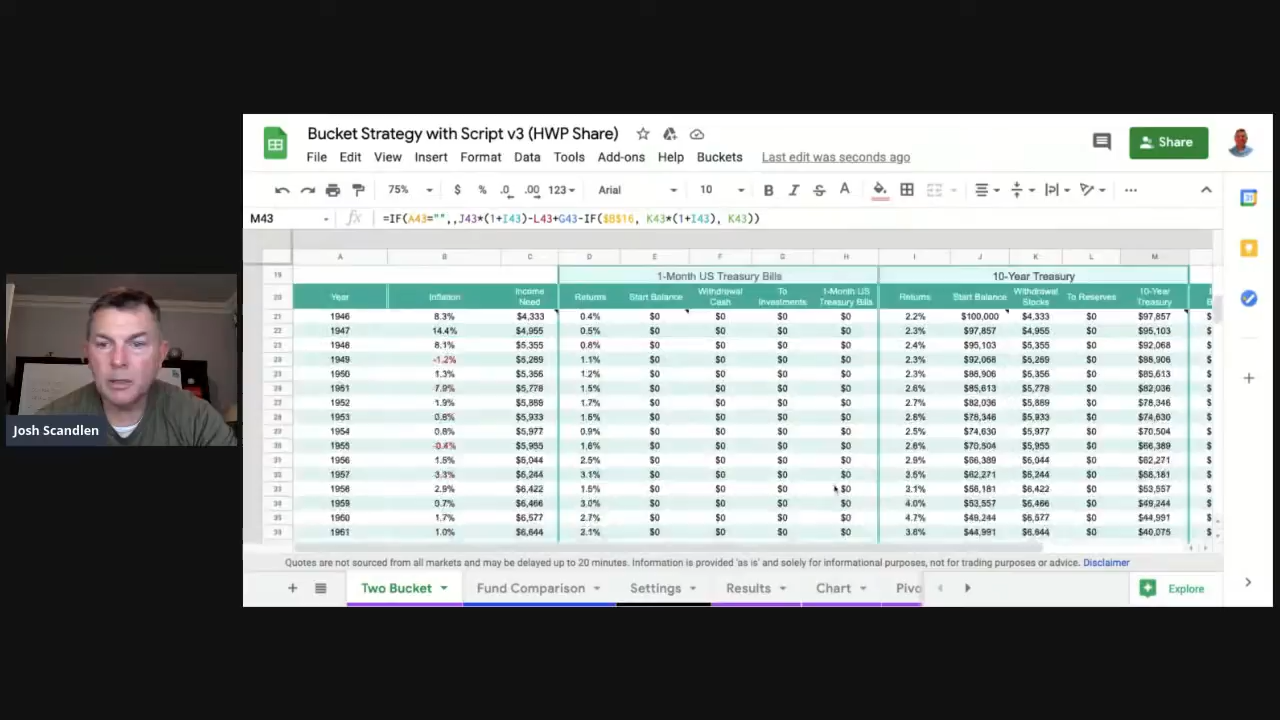 Bucket Strategy with Script v3 (HWP Share)
File Edit View Insert Format Data Tools Add-ons Help Buckets Last edit was seconds ago
Share
75% $ % .0 .00 123 Arial 10 B I S A
M43 fx =IF(A43="",,J43*(1+I43)-L43+G43-IF($B$16, K43*(1+I43), K43))
A B C D E F G H I J K L M
19 1-Month US Treasury Bills 10-Year Treasury
20 Year Inflation Income Need Returns Start Balance Withdrawal Cash To Investments 1-Month US Treasury Bills Returns Start Balance Withdrawal Stocks To Reserves 10-Year Treasury
21 1946 8.3% $4,333 0.4% $0 $0 $0 $0 2.2% $100,000 $4,333 $0 $97,857 $
22 1947 14.4% $4,955 0.5% $0 $0 $0 $0 2.3% $97,857 $4,955 $0 $95,103 $
1948 8.1% $5,355 0.8% $0 $0 $0 $0 2.4% $95,103 $5,355 $0 $92,068 $
1949 -1.2% 1.1% $0 $0 $0 $0 2.3% $92,068 $0 $88,906 $
1950 1.3% $5,356 1.2% $0 $0 $0 $0 2.3% $88,906 $5,356 $0 $85,613 $
1951 7.9% $5,778 1.5% $0 $0 $0 $0 2.6% $85,613 $5,778 $0 $82,036 $
1952 1.9% $5,889 1.7% $0 $0 $0 $0 2.7% $82,036 $5,889 $0 $78,346 $
1953 0.8% $5,933 1.8% $0 $0 $0 $0 2.8% $78,346 $5,933 $0 $74,630 $
1954 0.8% $5,977 0.9% $0 $0 $0 $0 2.5% $74,630 $5,977 $0 $70,504 $
1955 -0.4% $5,955 1.6% $0 $0 $0 $0 2.6% $70,504 $5,955 $0 $66,389 $
1956 1.5% $6,044 2.5% $0 $0 $0 $0 2.9% $66,389 $6,044 $0 $62,271 $
1957 3.3% $6,244 3.1% $0 $0 $0 $0 3.5% $62,271 $6,244 $0 $58,181 $
33 1958 2.9% $6,422 1.5% $0 $0 $0 $0 3.1% $58,181 $6,422 $0 $53,557 $
34 1959 0.7% $6,466 3.0% $0 $0 $0 $0 4.0% $53,557 $6,466 $0 $49,244 $
35 1960 1.7% $6,577 2.7% $0 $0 $0 $0 4.7% $49,244 $6,577 $0 $44,991 $
1961 1.0% $6,644 2.1% $0 $0 $0 $0 3.8% $44,991 $6,644 $0 $40,075 $
Josh Scandlen
Quotes are not sourced from all markets and may be delayed up to 20 minutes. Information is provided 'as is' and solely for informational purposes, not for trading purposes or advice. Disclaimer
Two Bucket Fund Comparison Settings Results Chart Pivo
Explore